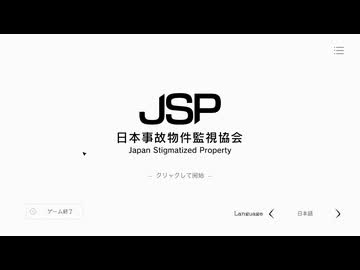 JSP
日本事故物件監視協会
Japan Stigmatized Property
– クリックして開始 –
ゲーム終了
Language 日本語